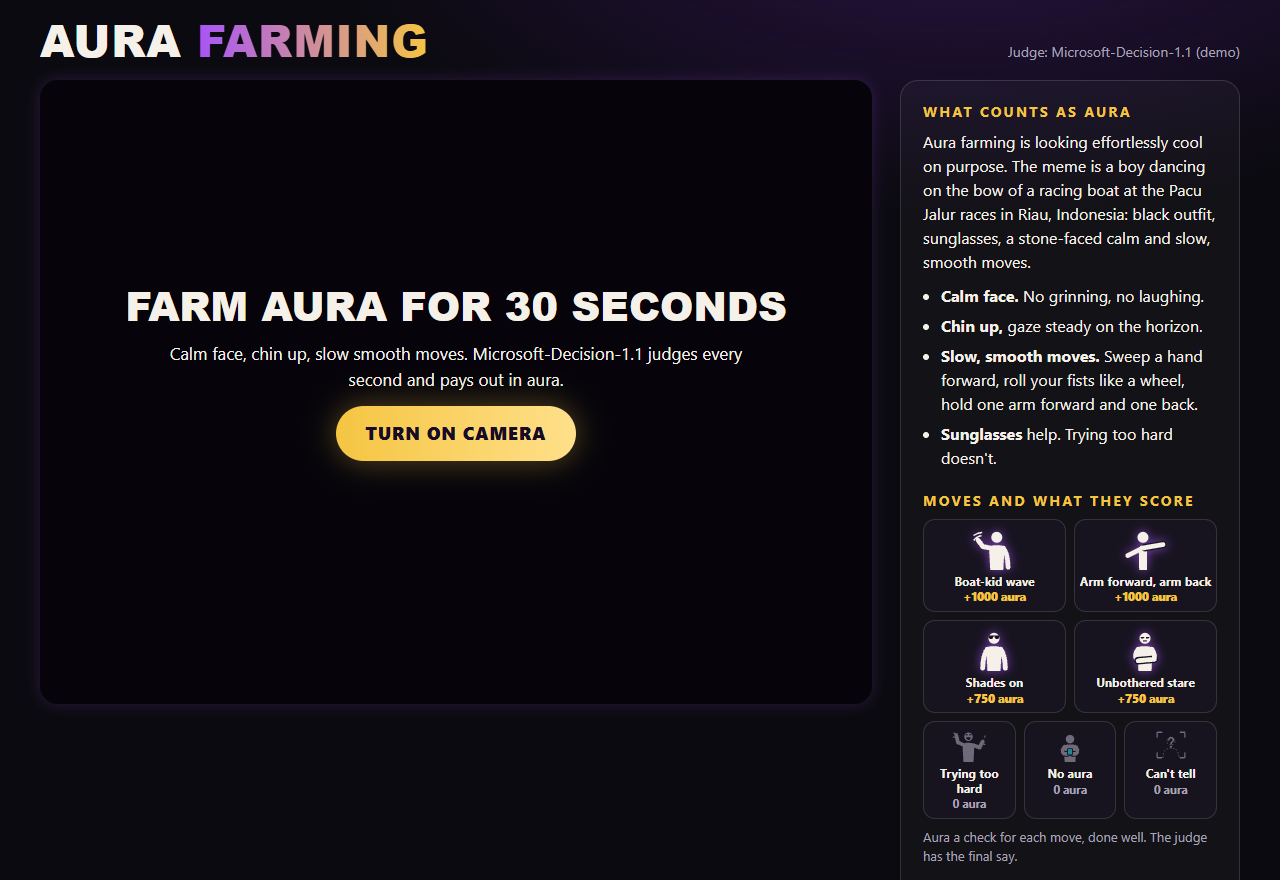 AURA FARMING
Judge: Microsoft-Decision-1.1 (demo)
FARM AURA FOR 30 SECONDS
Calm face, chin up, slow smooth moves. Microsoft-Decision-1.1 judges every
second and pays out in aura.
TURN ON CAMERA
WHAT COUNTS AS AURA
Aura farming is looking effortlessly cool
on purpose. The meme is a boy dancing
on the bow of a racing boat at the Pacu
Jalur races in Riau, Indonesia: black outfit,
sunglasses, a stone-faced calm and slow,
smooth moves.
• Calm face. No grinning, no laughing.
• Chin up, gaze steady on the horizon.
• Slow, smooth moves. Sweep a hand
forward, roll your fists like a wheel,
hold one arm forward and one back.
• Sunglasses help. Trying too hard
doesn't.
MOVES AND WHAT THEY SCORE
Boat-kid wave
+1000 aura
Arm forward, arm back
+1000 aura
Shades on
+750 aura
Unbothered stare
+750 aura
Trying too
hard
0 aura
No aura
0 aura
?
Can't tell
0 aura
Aura a check for each move, done well. The judge
has the final say.